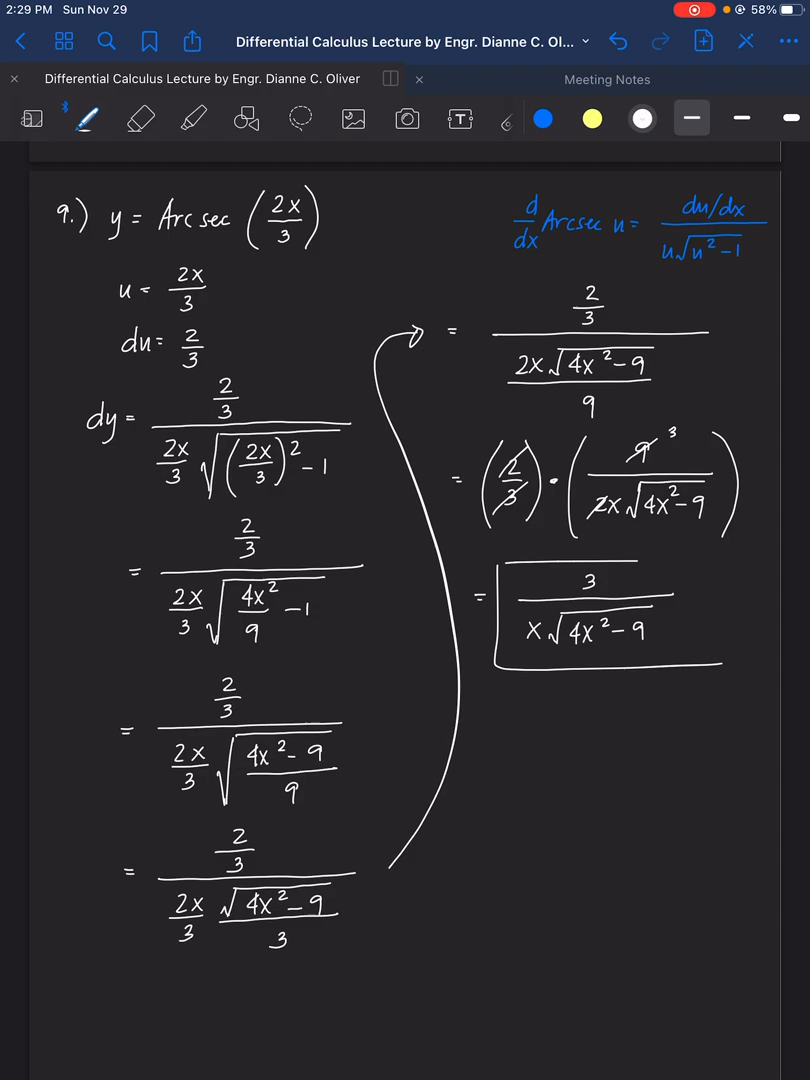 2:29 PM Sun Nov 29 58%
Differential Calculus Lecture by Engr. Dianne C. Ol...
Differential Calculus Lecture by Engr. Dianne C. Oliver
Meeting Notes
T
9.) y = Arcsec (2x/3)
u = 2x/3
du = 2/3
dy = (2/3) / ((2x/3) √((2x/3)² - 1))
= (2/3) / ((2x/3) √(4x²/9 - 1))
= (2/3) / ((2x/3) √((4x² - 9)/9))
= (2/3) / ((2x/3) (√(4x² - 9)/3))
d/dx Arcsec u = (du/dx) / (u√(u² - 1))
= (2/3) / (2x√(4x² - 9)/9)
= (2/3) · (9 3 / (2x√(4x² - 9)))
= 3 / (x√(4x² - 9))